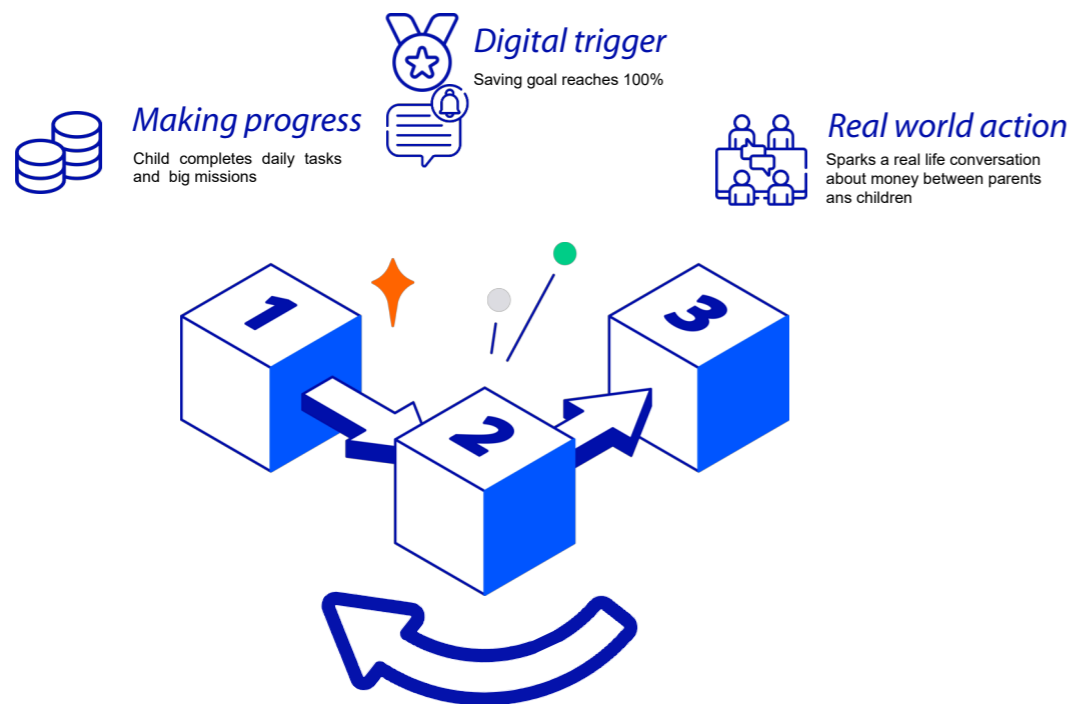 Making progress
Child completes daily tasks
and big missions
Digital trigger
Saving goal reaches 100%
Real world action
Sparks a real life conversation
about money between parents
ans children
1
2
3